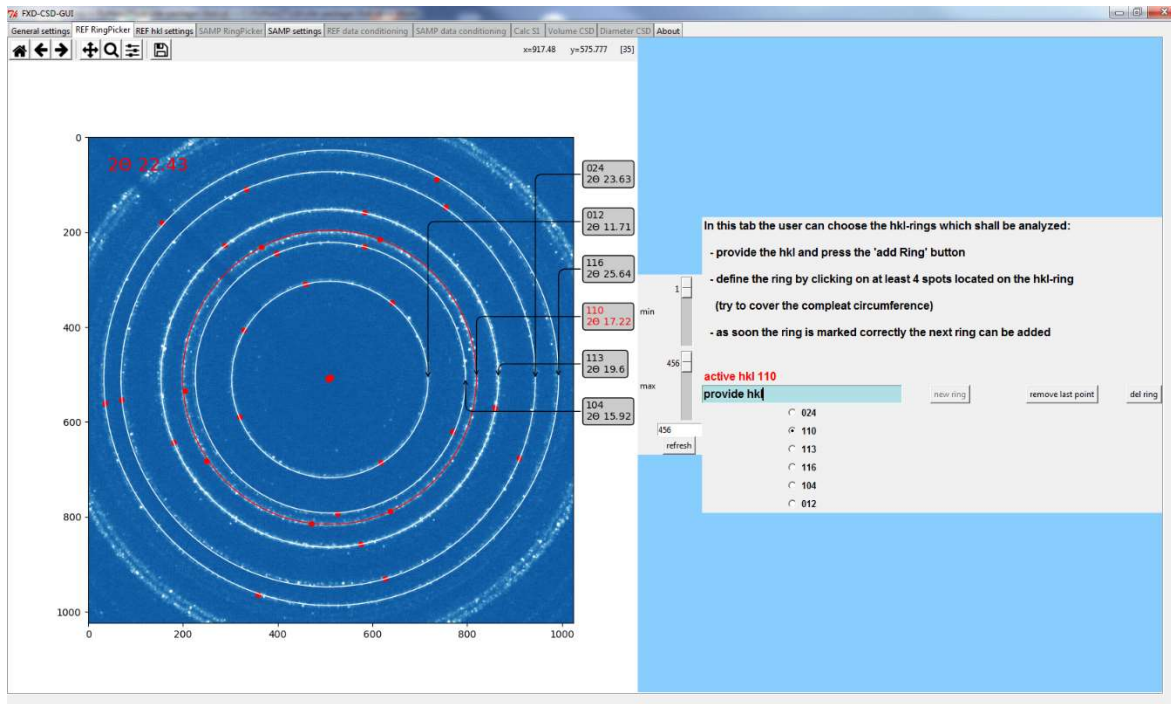 FXD-CSD-GUI
General settings REF RingPicker REF hkl settings SAMP RingPicker SAMP settings REF data conditioning SAMP data conditioning Calc S1 Volume CSD Diameter CSD About
x=917.48 y=575.777 [35]
0
200
400
600
800
1000
0 200 400 600 800 1000
2Θ 22.43
024
2Θ 23.63
012
2Θ 11.71
116
2Θ 25.64
110
2Θ 17.22
113
2Θ 19.6
104
2Θ 15.92
1
min
456
max
456
refresh
In this tab the user can choose the hkl-rings which shall be analyzed:
- provide the hkl and press the 'add Ring' button
- define the ring by clicking on at least 4 spots located on the hkl-ring
(try to cover the compleat circumference)
- as soon the ring is marked correctly the next ring can be added
active hkl 110
provide hkl new ring remove last point del ring
024
110
113
116
104
012